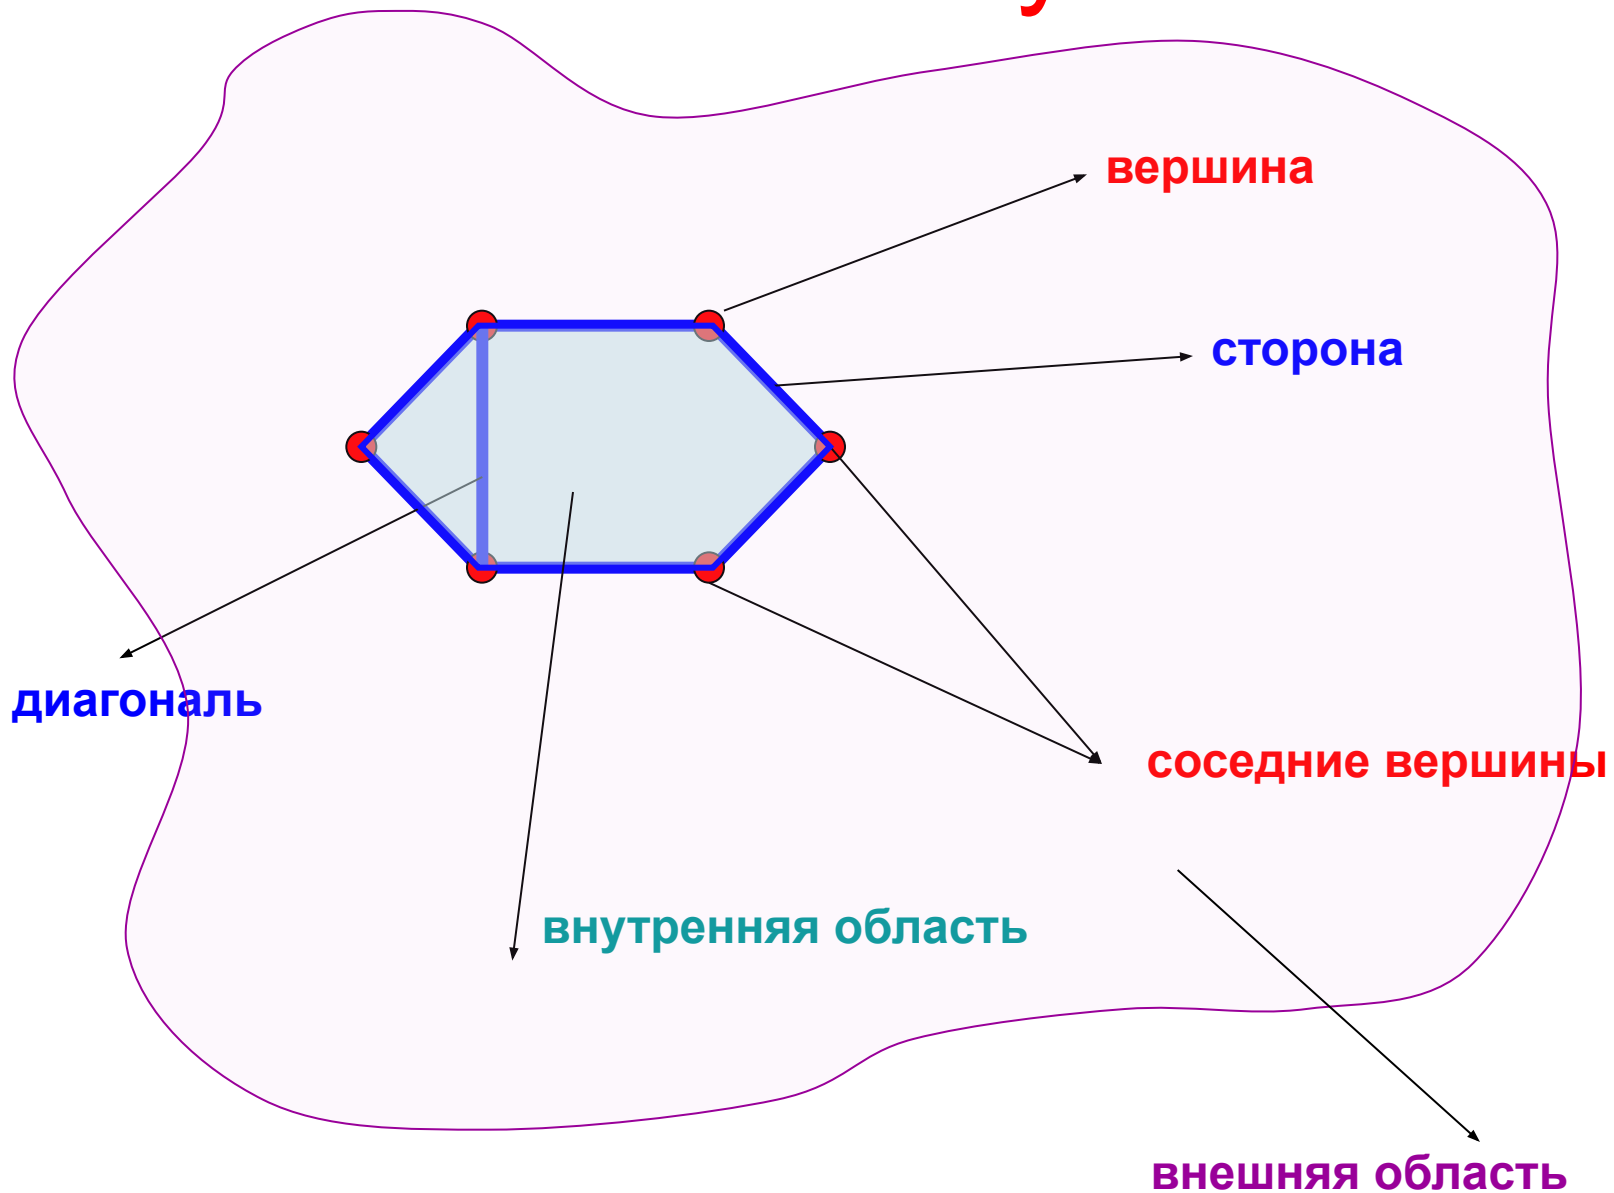 вершина
сторона
диагональ
соседние вершины
внутренняя область
внешняя область